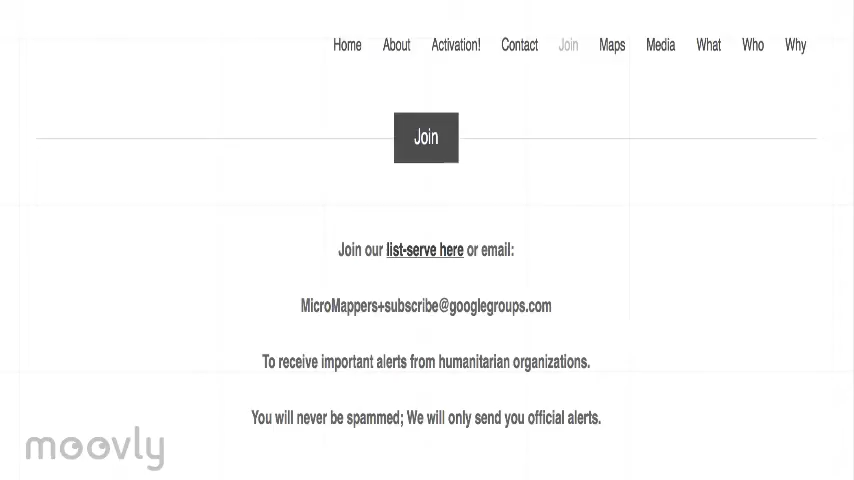 Home About Activation! Contact Join Maps Media What Who Why
Join
Join our list-serve here or email:
MicroMappers+subscribe@googlegroups.com
To receive important alerts from humanitarian organizations.
You will never be spammed; We will only send you official alerts.
moovly